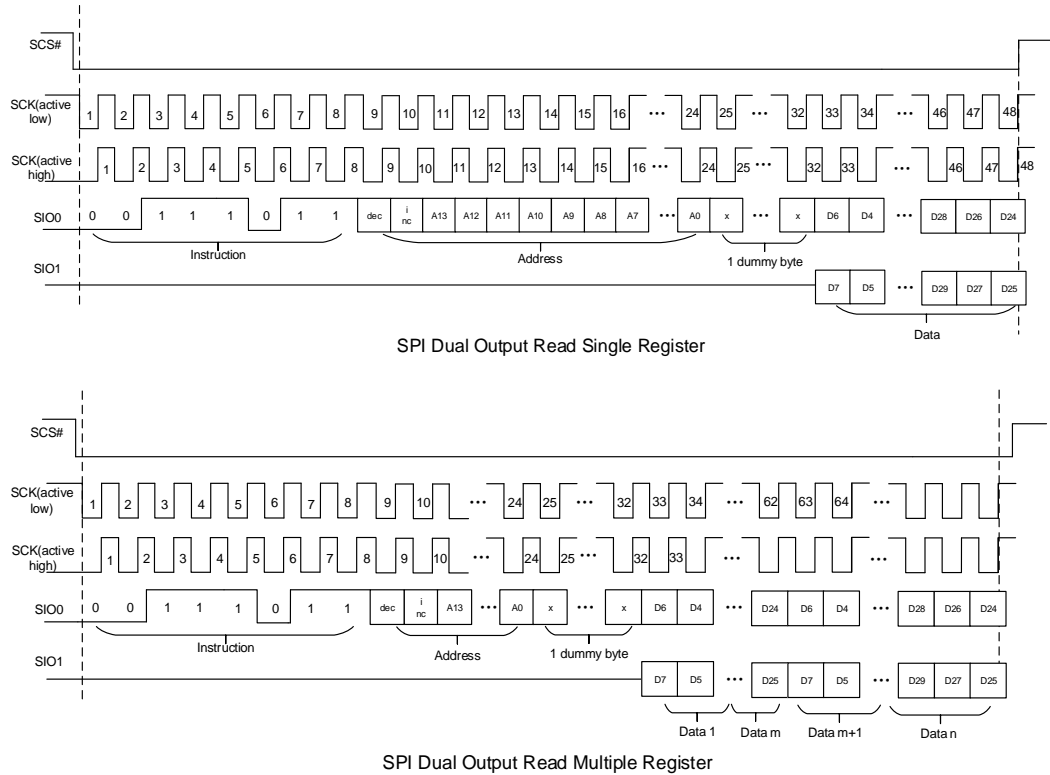 SCS#
SCK(active low) 1 2 3 4 5 6 7 8 9 10 11 12 13 14 15 16 ... 24 25 ... 32 33 34 ... 46 47 48
SCK(active high) 1 2 3 4 5 6 7 8 9 10 11 12 13 14 15 16 ... 24 25 ... 32 33 ... 46 47 48
SIO0 0 0 1 1 1 0 1 1 dec inc A13 A12 A11 A10 A9 A8 A7 ... A0 x ... x D6 D4 ... D28 D26 D24
Instruction Address 1 dummy byte
SIO1 D7 D5 ... D29 D27 D25
Data
SPI Dual Output Read Single Register
SCS#
SCK(active low) 1 2 3 4 5 6 7 8 9 10 ... 24 25 ... 32 33 34 ... 62 63 64 ...
SCK(active high) 1 2 3 4 5 6 7 8 9 10 ... 24 25 ... 32 33 ... ...
SIO0 0 0 1 1 1 0 1 1 dec inc A13 ... A0 x ... x D6 D4 ... D24 D6 D4 ... D28 D26 D24
Instruction Address 1 dummy byte
SIO1 D7 D5 ... D25 D7 D5 ... D29 D27 D25
Data 1 Data m Data m+1 Data n
SPI Dual Output Read Multiple Register